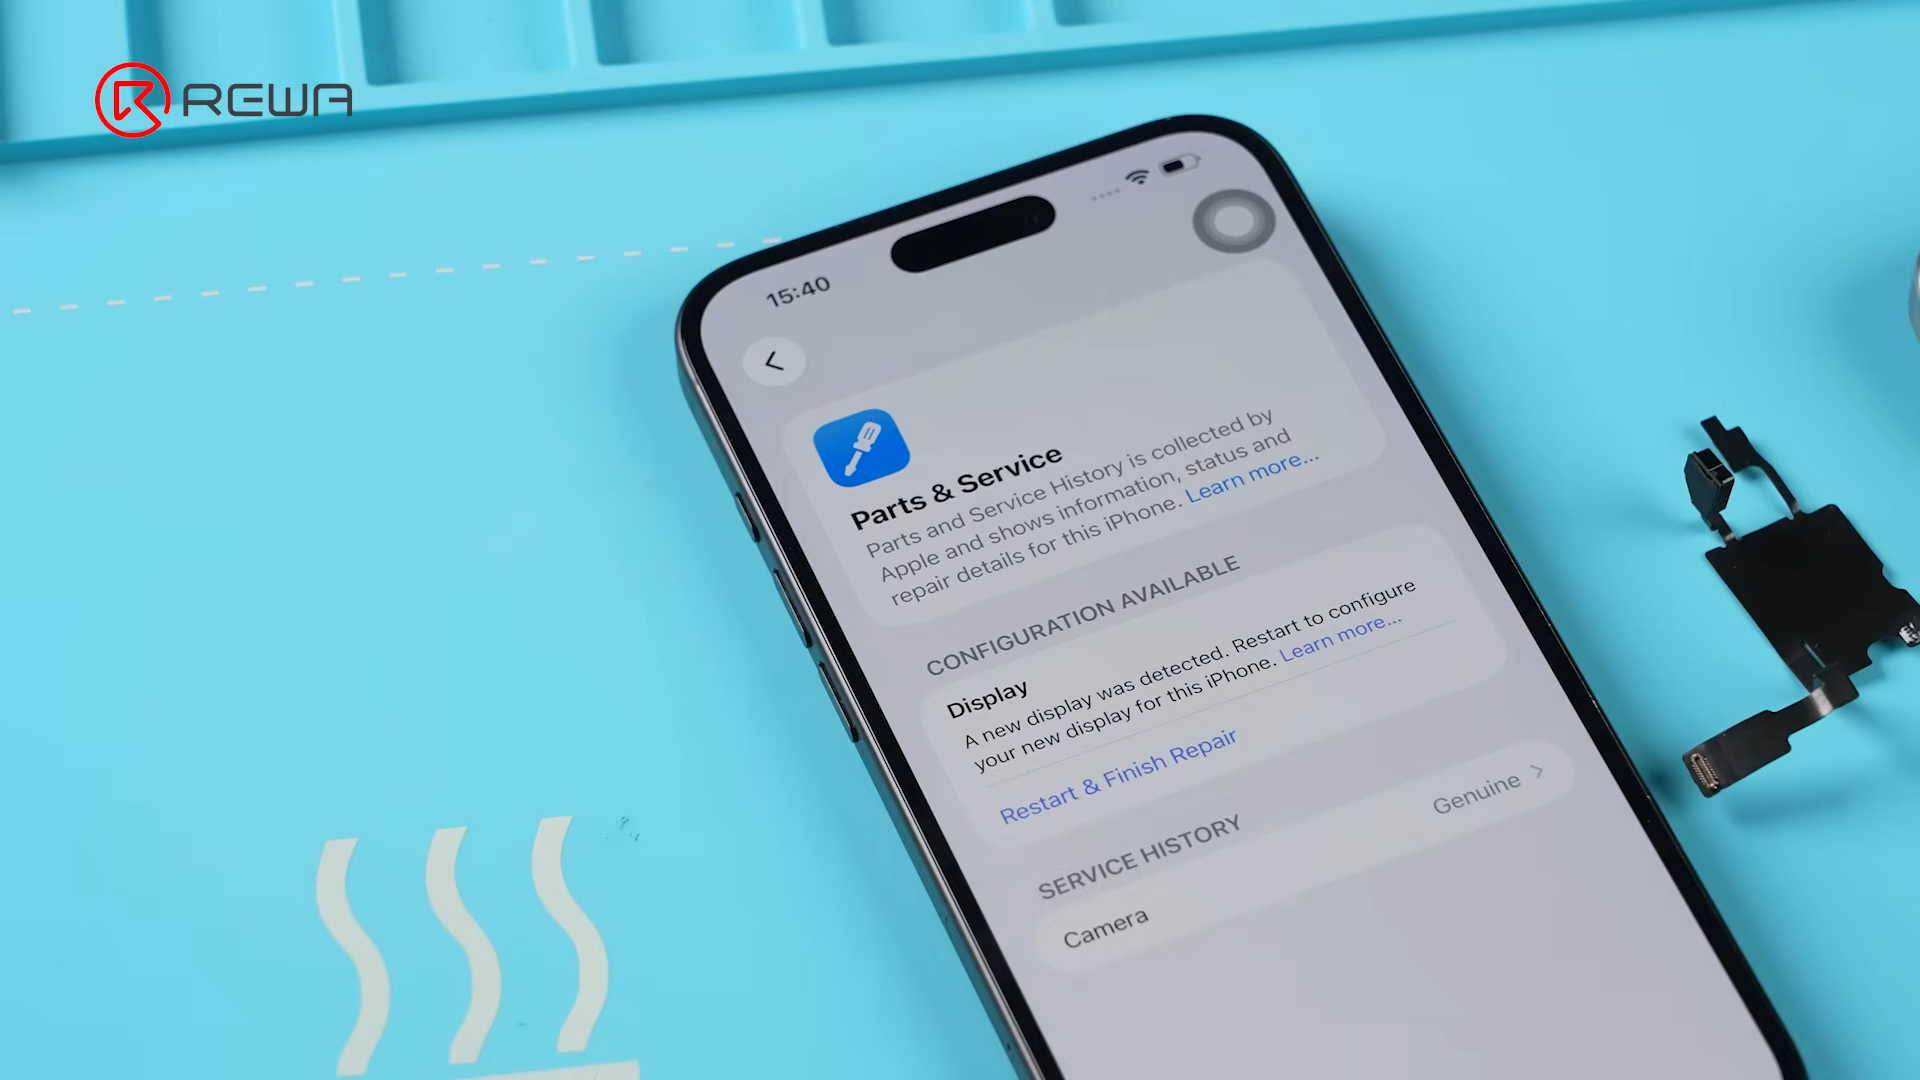 REWA
15:40
Parts & Service
Parts and Service History is collected by
Apple and shows information, status and
repair details for this iPhone. Learn more...
CONFIGURATION AVAILABLE
Display
A new display was detected. Restart to configure
your new display for this iPhone. Learn more...
Restart & Finish Repair
SERVICE HISTORY
Camera Genuine